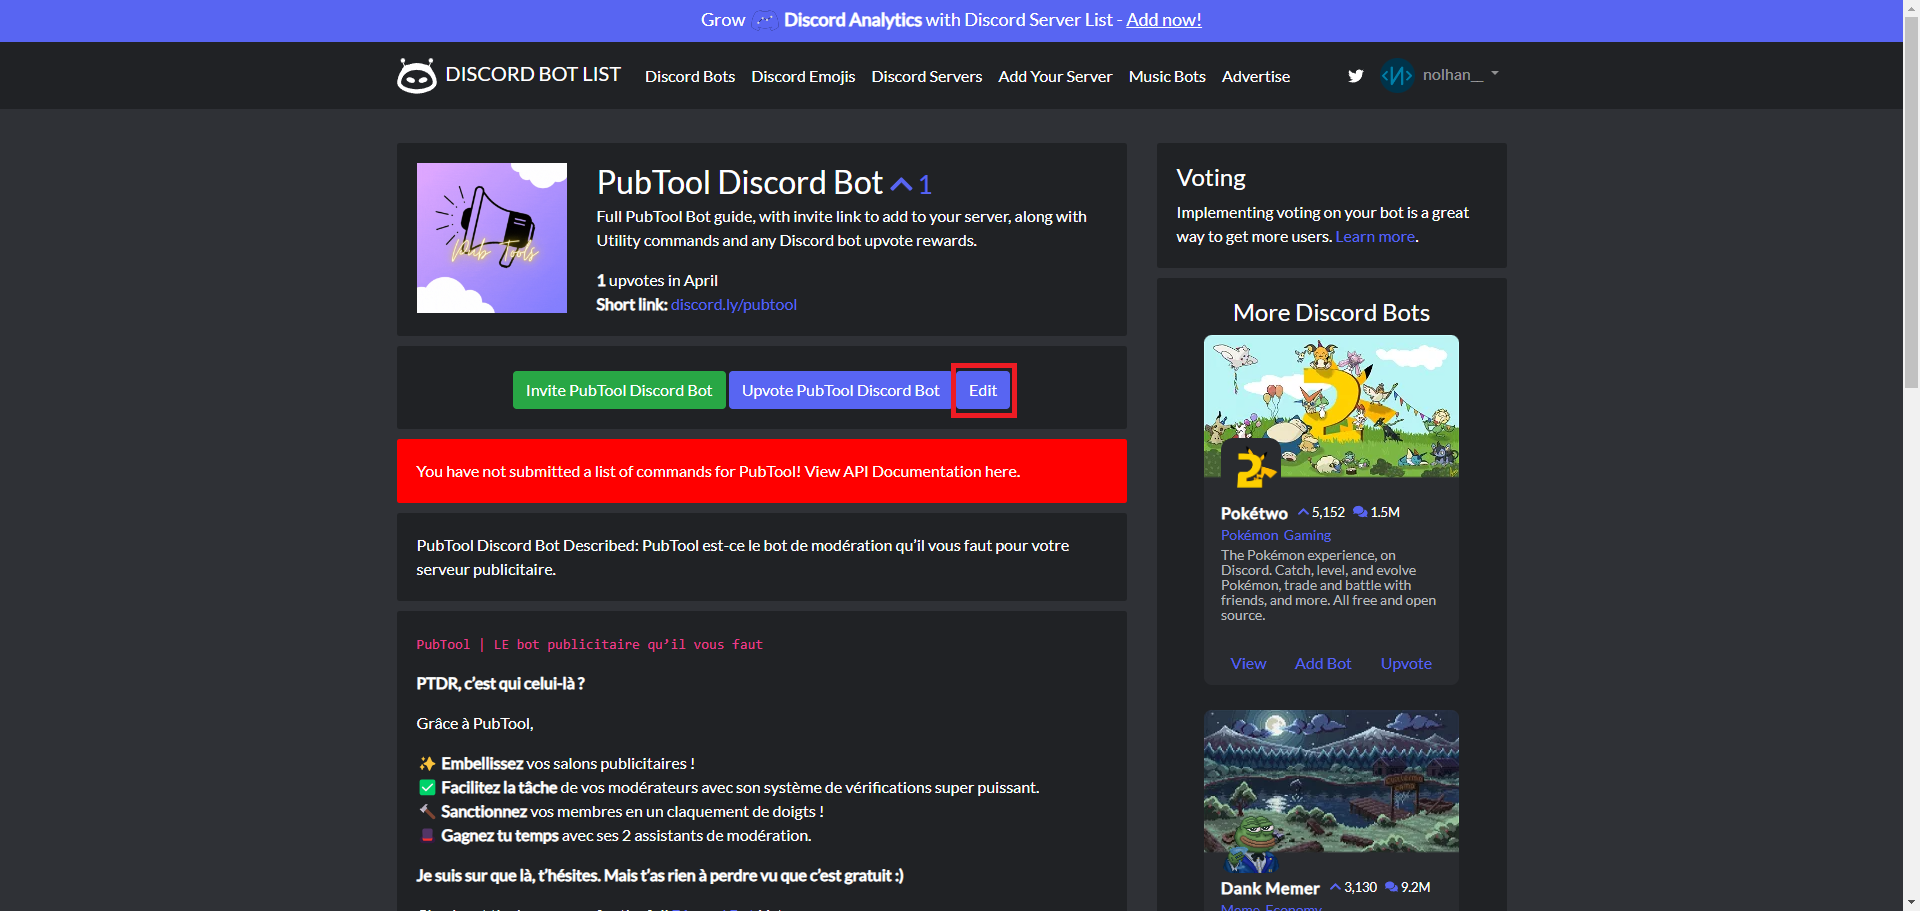 Grow Discord Analytics with Discord Server List - Add now!
DISCORD BOT LIST
Discord Bots
Discord Emojis
Discord Servers
Add Your Server
Music Bots
Advertise
nolhan__
Pub Tools
PubTool Discord Bot 1
Full PubTool Bot guide, with invite link to add to your server, along with
Utility commands and any Discord bot upvote rewards.
1 upvotes in April
Short link: discord.ly/pubtool
Invite PubTool Discord Bot
Upvote PubTool Discord Bot
Edit
You have not submitted a list of commands for PubTool! View API Documentation here.
PubTool Discord Bot Described: PubTool est-ce le bot de modération qu’il vous faut pour votre
serveur publicitaire.
PubTool | LE bot publicitaire qu’il vous faut
PTDR, c’est qui celui-là ?
Grâce à PubTool,
✨ Embellissez vos salons publicitaires !
✅ Facilitez la tâche de vos modérateurs avec son système de vérifications super puissant.
🔨 Sanctionnez vos membres en un claquement de doigts !
Gagnez tu temps avec ses 2 assistants de modération.
Je suis sur que là, t’hésites. Mais t’as rien à perdre vu que c’est gratuit :)
Voting
Implementing voting on your bot is a great
way to get more users. Learn more.
More Discord Bots
Pokétwo 5,152 1.5M
Pokémon Gaming
The Pokémon experience, on
Discord. Catch, level, and evolve
Pokémon, trade and battle with
friends, and more. All free and open
source.
View
Add Bot
Upvote
Dank Memer 3,130 9.2M
Meme Economy